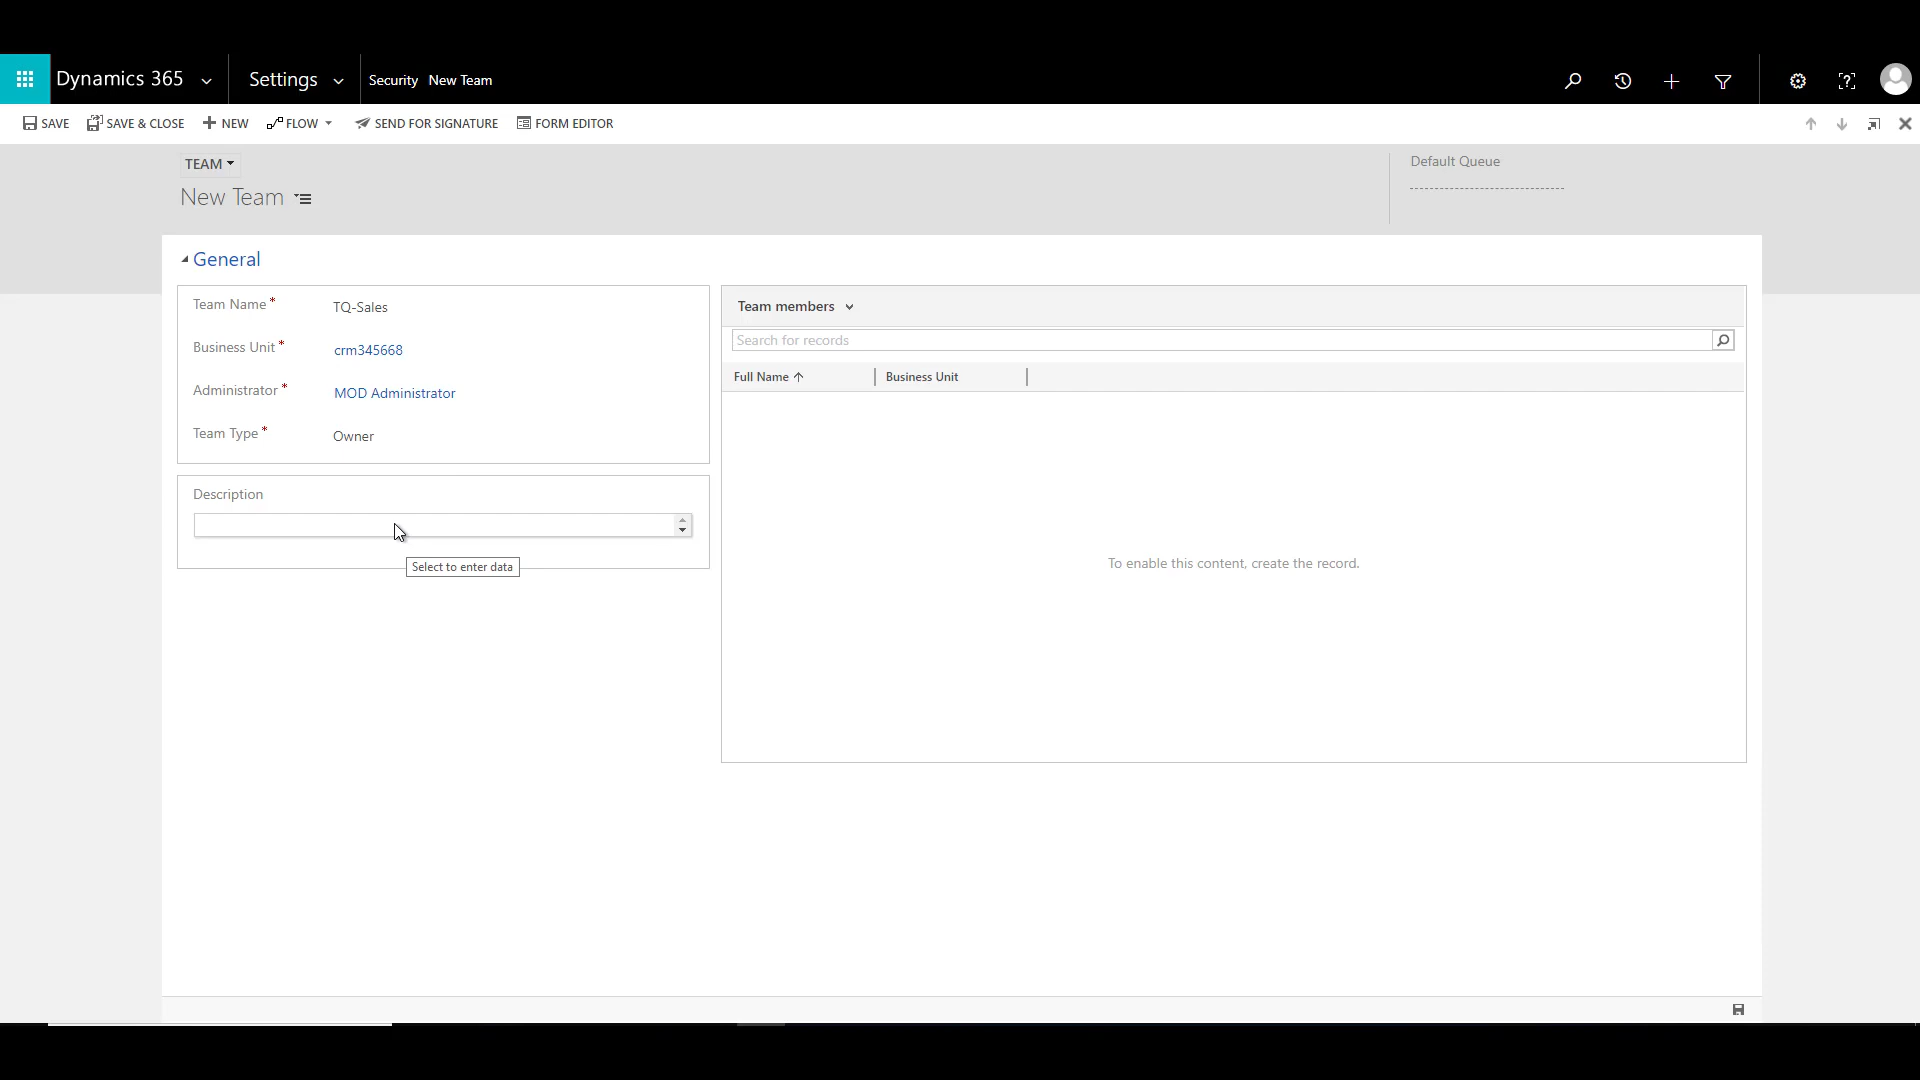 Dynamics 365 Settings Security New Team
SAVE SAVE & CLOSE NEW FLOW SEND FOR SIGNATURE FORM EDITOR
TEAM
New Team
Default Queue
General
Team Name*
TQ-Sales
Business Unit*
crm345668
Administrator*
MOD Administrator
Team Type*
Owner
Description
Select to enter data
Team members
Search for records
Full Name Business Unit
To enable this content, create the record.